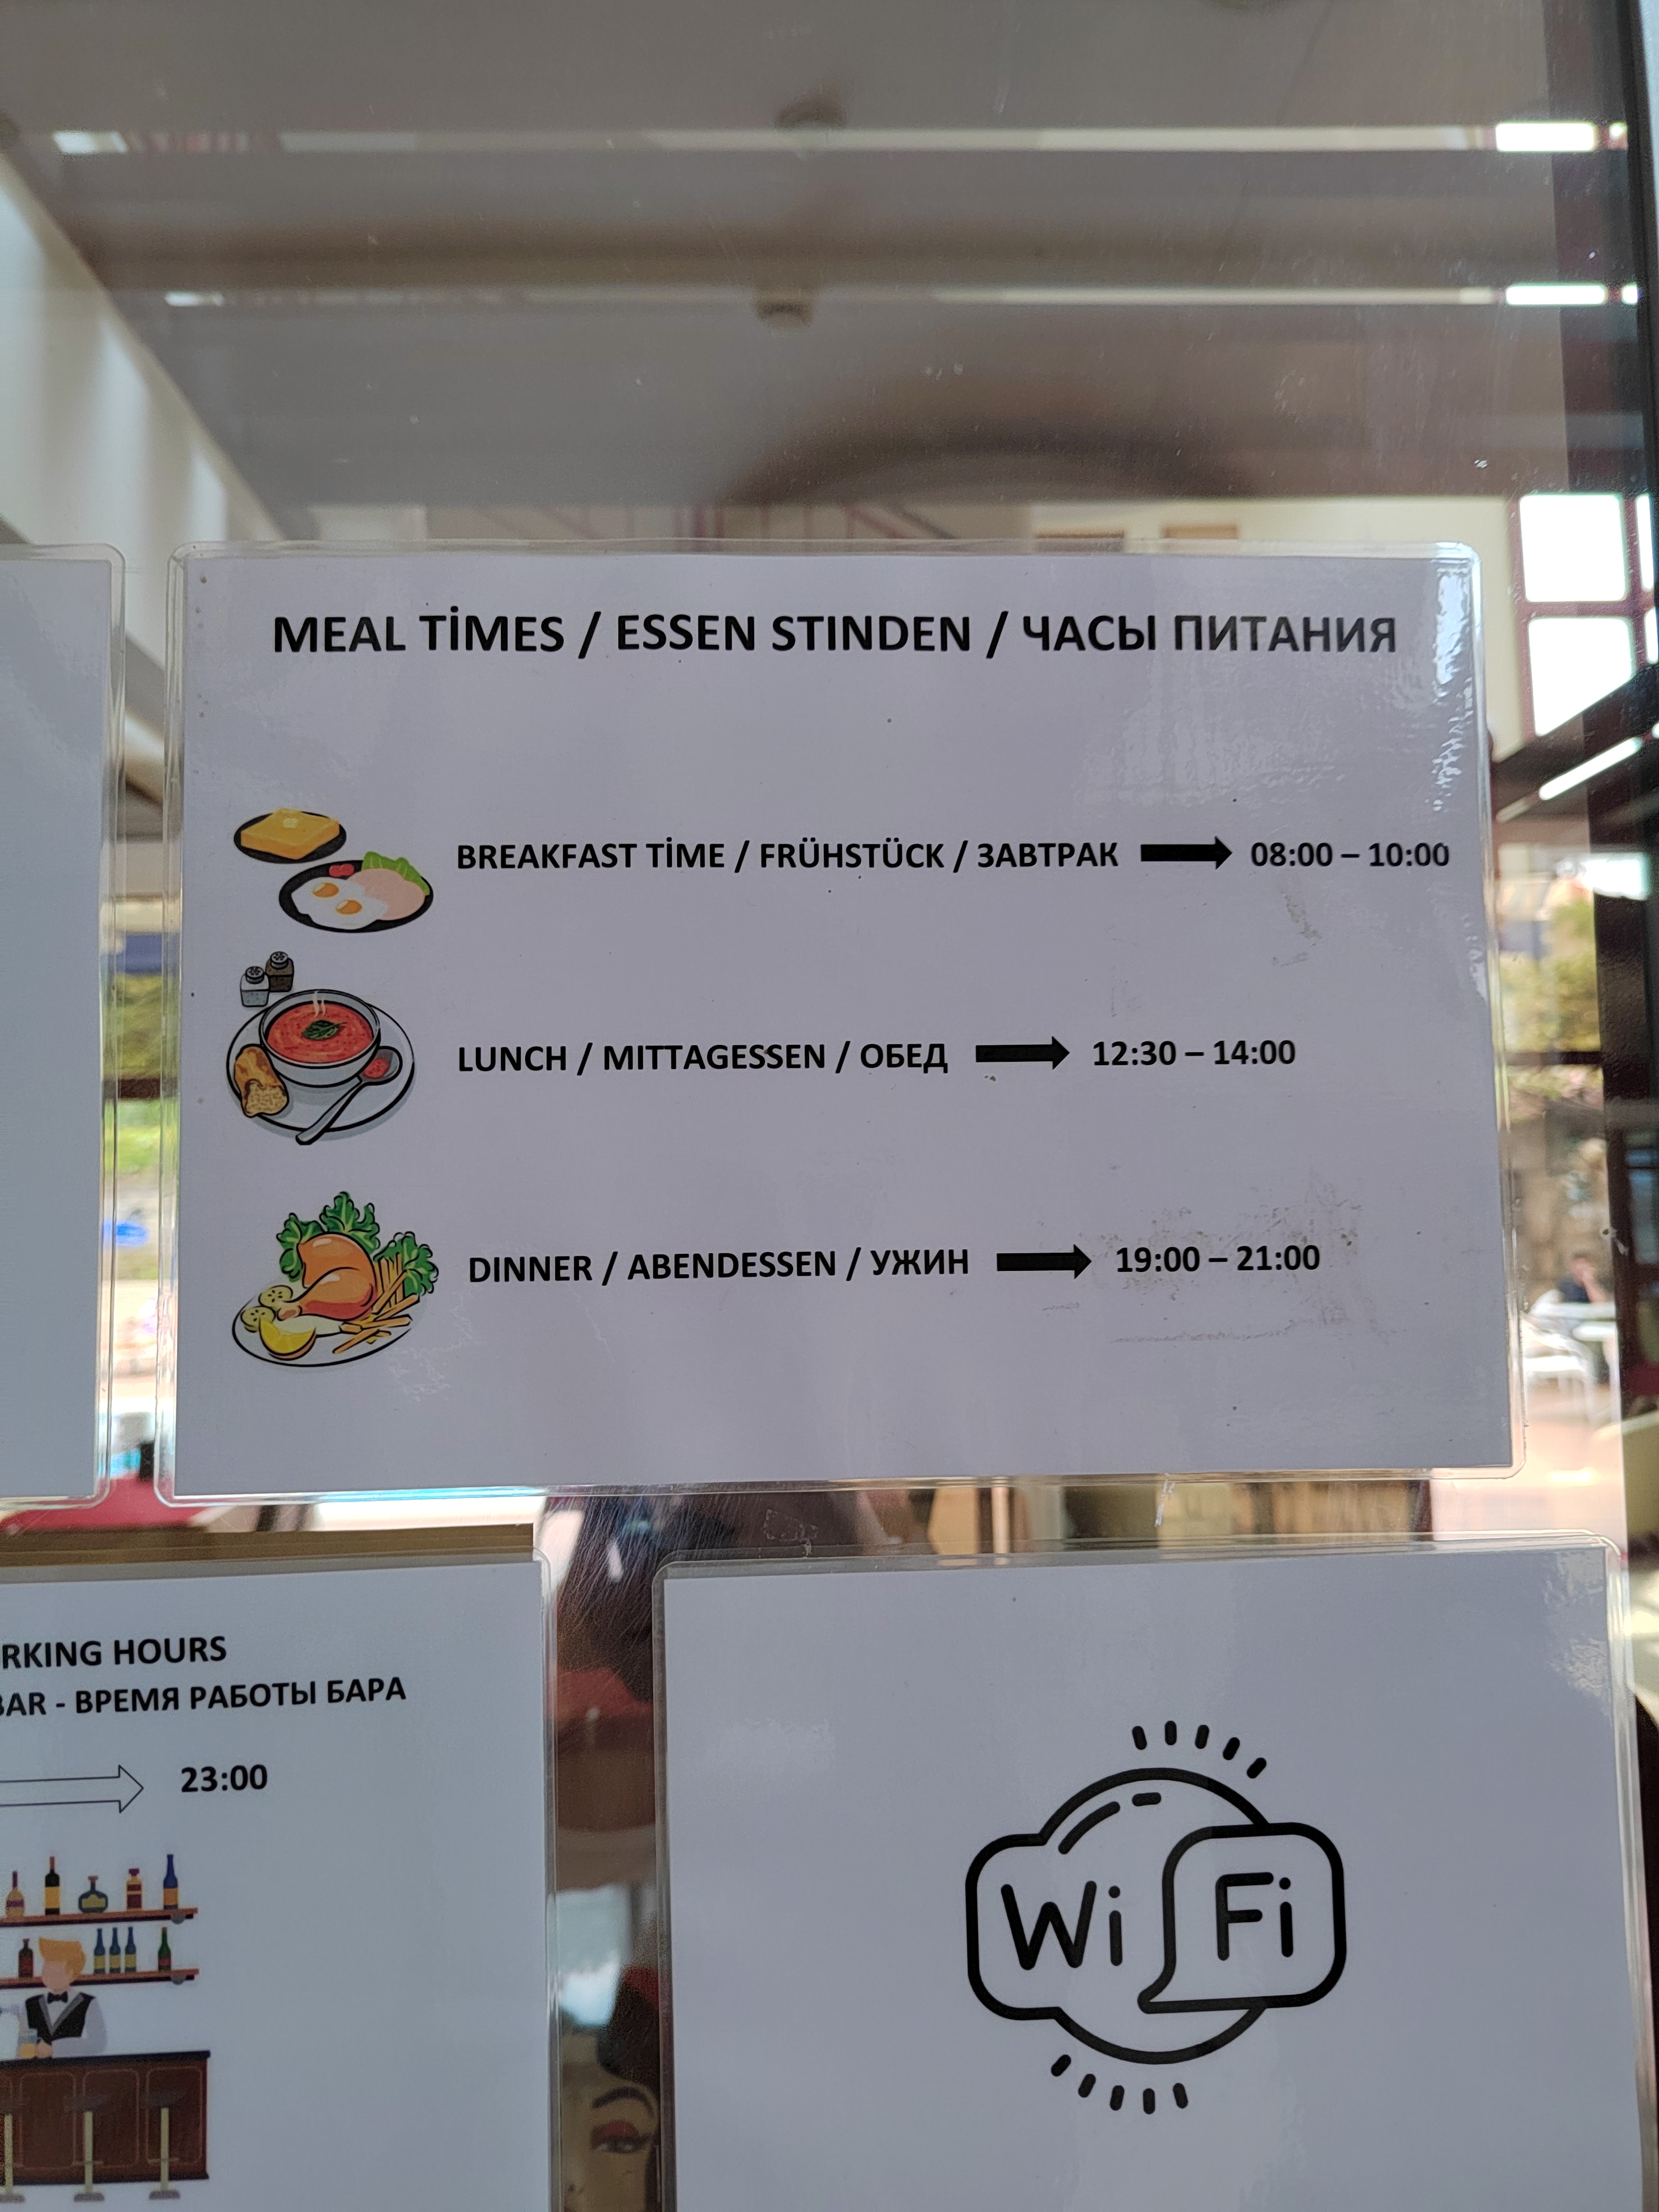 MEAL TİMES / ESSEN STINDEN / ЧАСЫ ПИТАНИЯ
BREAKFAST TİME / FRÜHSTÜCK / ЗАВТРАК 08:00 – 10:00
LUNCH / MITTAGESSEN / ОБЕД 12:30 – 14:00
DINNER / ABENDESSEN / УЖИН 19:00 – 21:00
RKING HOURS
BAR - ВРЕМЯ РАБОТЫ БАРА
23:00
Wi Fi